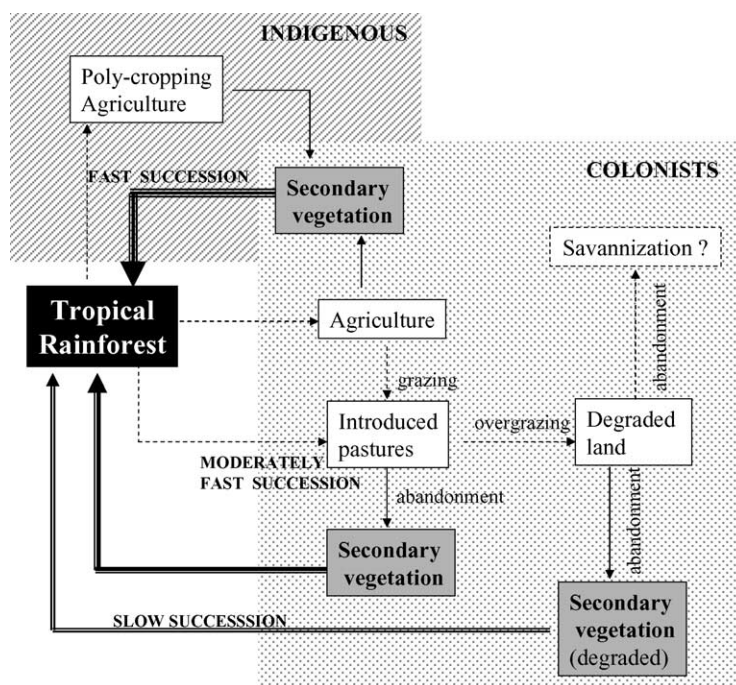 INDIGENOUS
Poly-cropping
Agriculture
COLONISTS
FAST SUCCESSION
Secondary
vegetation
Savannization ?
Tropical
Rainforest
Agriculture
abandonment
grazing
Introduced
pastures
overgrazing
Degraded
land
MODERATELY
FAST SUCCESSION
abandonment
abandonment
Secondary
vegetation
Secondary
vegetation
(degraded)
SLOW SUCCESSSION